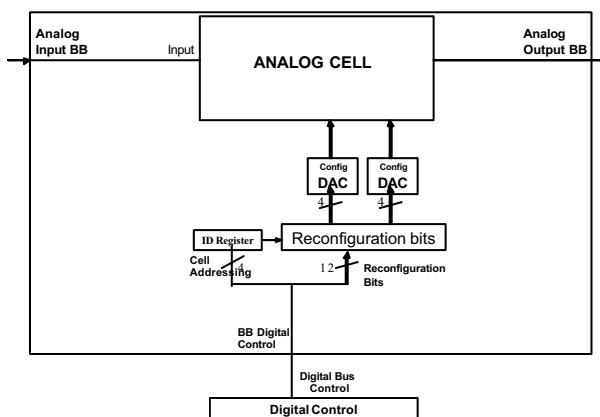 Analog
Input BB
Input
ANALOG CELL
Analog
Output BB
Config
DAC
Config
DAC
4
4
ID Register
Reconfiguration bits
Cell
Addressing
4
12
Reconfiguration
Bits
BB Digital
Control
Digital Bus
Control
Digital Control